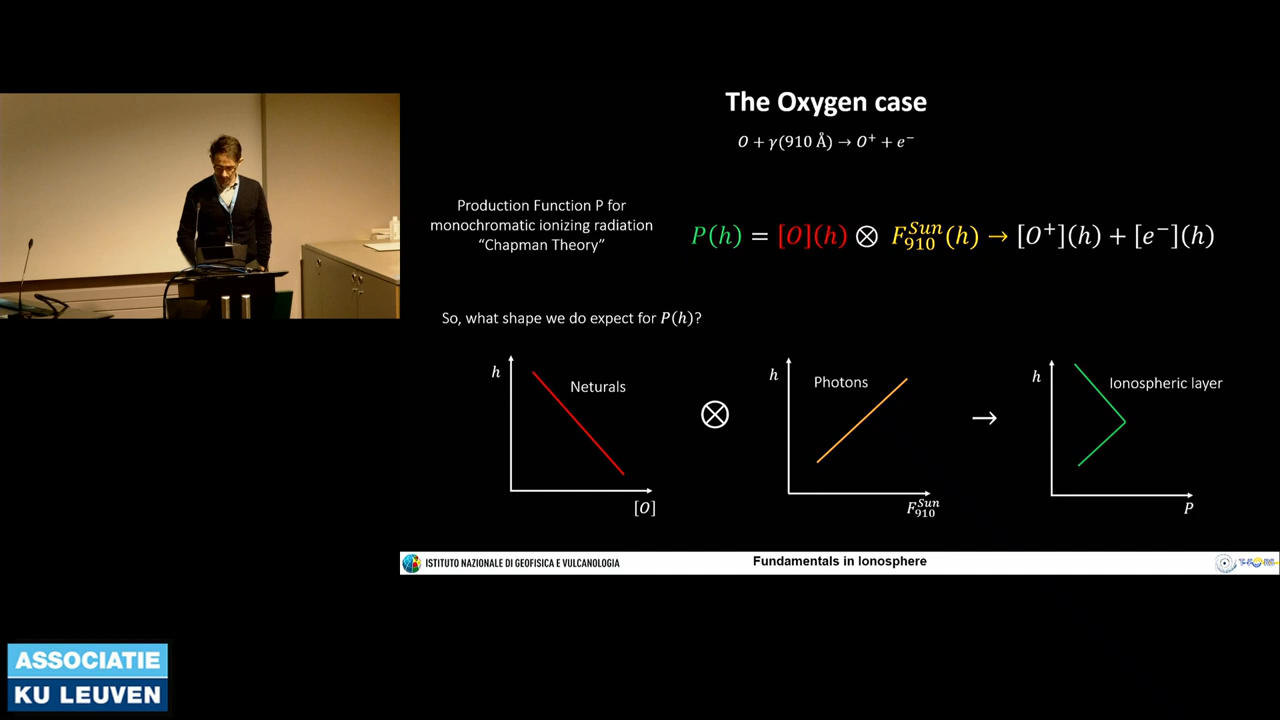 The Oxygen case
O + γ(910 Å) → O⁺ + e⁻
Production Function P for
monochromatic ionizing radiation
“Chapman Theory”
P(h) = [O](h) ⊗ F₉₁₀^Sun(h) → [O⁺](h) + [e⁻](h)
So, what shape we do expect for P(h)?
h
Neturals
[O]
⊗
h
Photons
F₉₁₀^Sun
→
h
Ionospheric layer
P
ISTITUTO NAZIONALE DI GEOFISICA E VULCANOLOGIA
Fundamentals in Ionosphere
ASSOCIATIE
KU LEUVEN